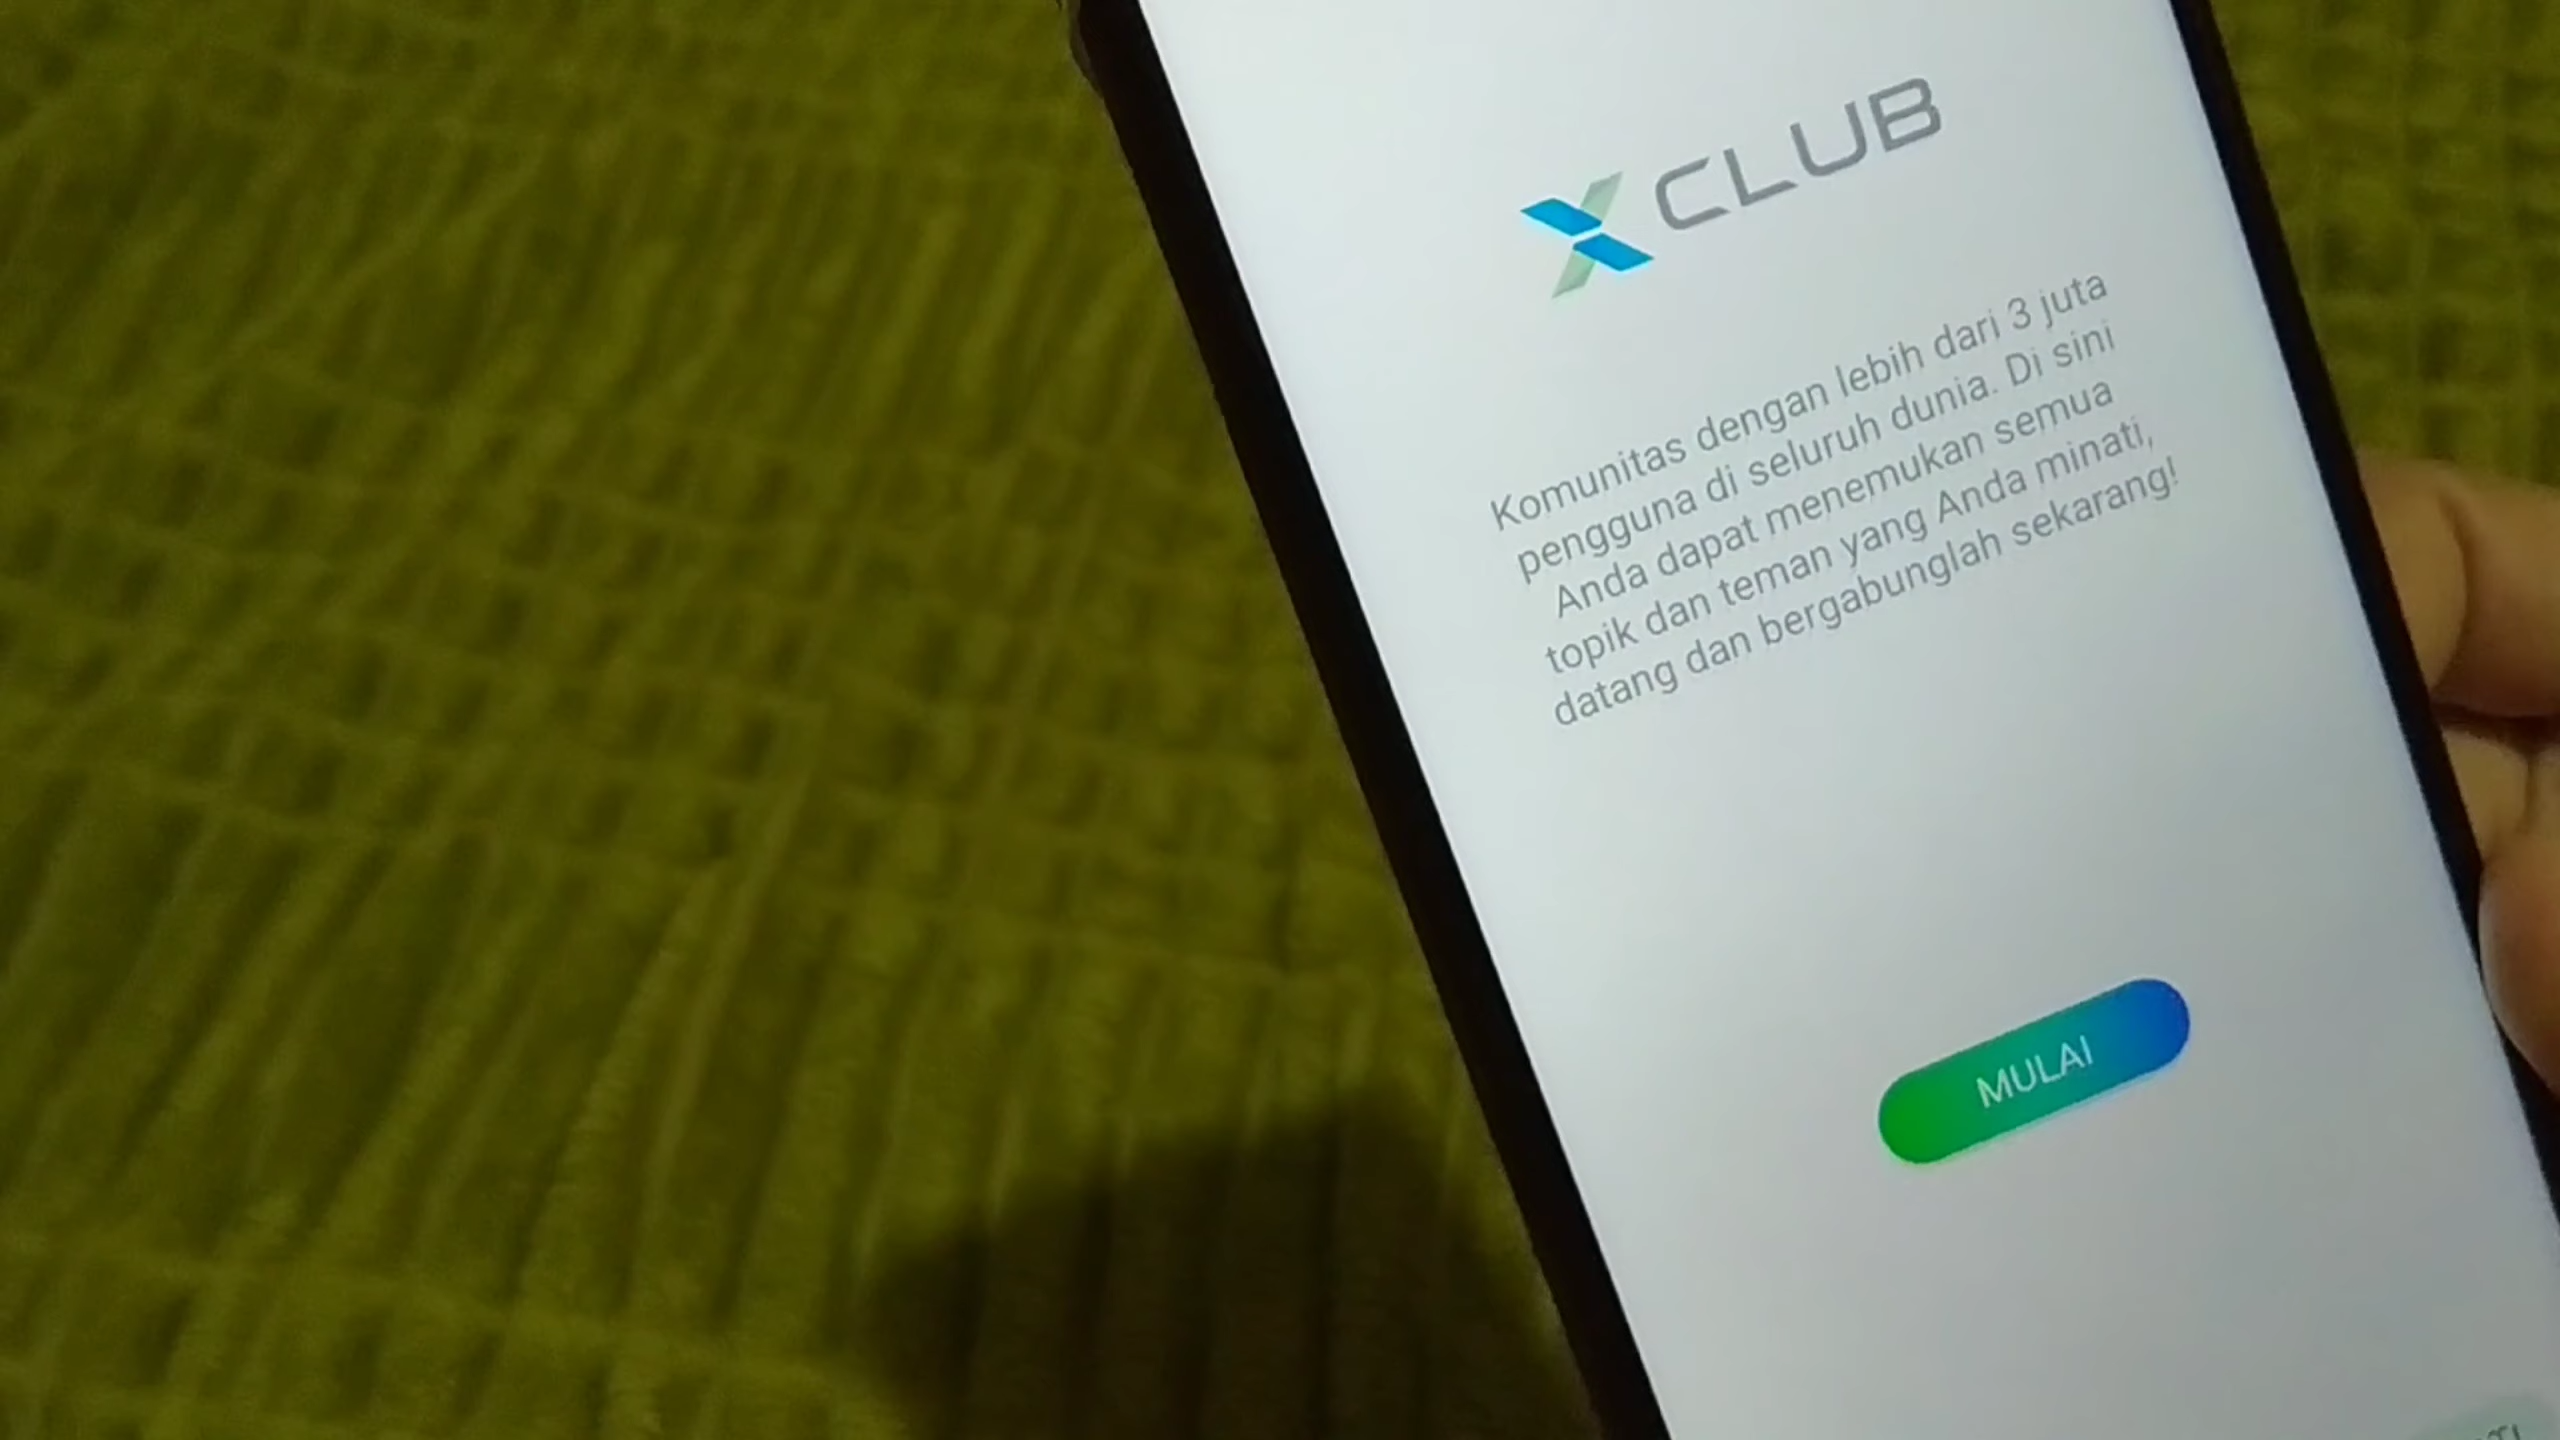 X CLUB
Komunitas dengan lebih dari 3 juta
pengguna di seluruh dunia. Di sini
Anda dapat menemukan semua
topik dan teman yang Anda minati,
datang dan bergabunglah sekarang!
MULAI